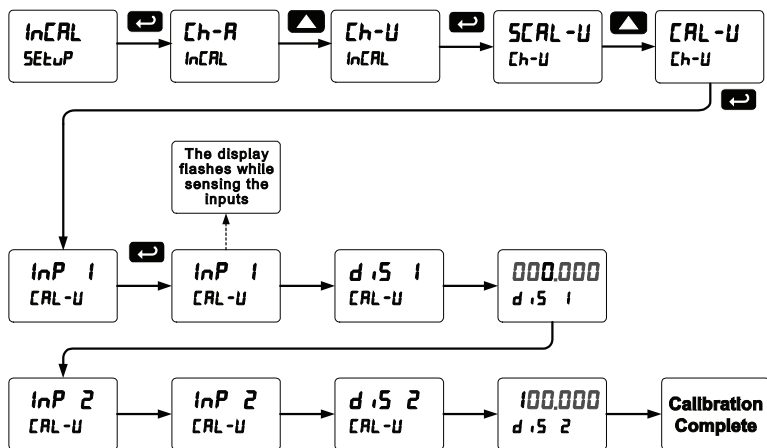 InCAL
SEtuP
Ch-A
InCAL
Ch-U
InCAL
SCAL-U
Ch-U
CAL-U
Ch-U
The display
flashes while
sensing the
inputs
InP 1
CAL-U
InP 1
CAL-U
diS 1
CAL-U
000.000
diS 1
InP 2
CAL-U
InP 2
CAL-U
diS 2
CAL-U
100.000
diS 2
Calibration
Complete